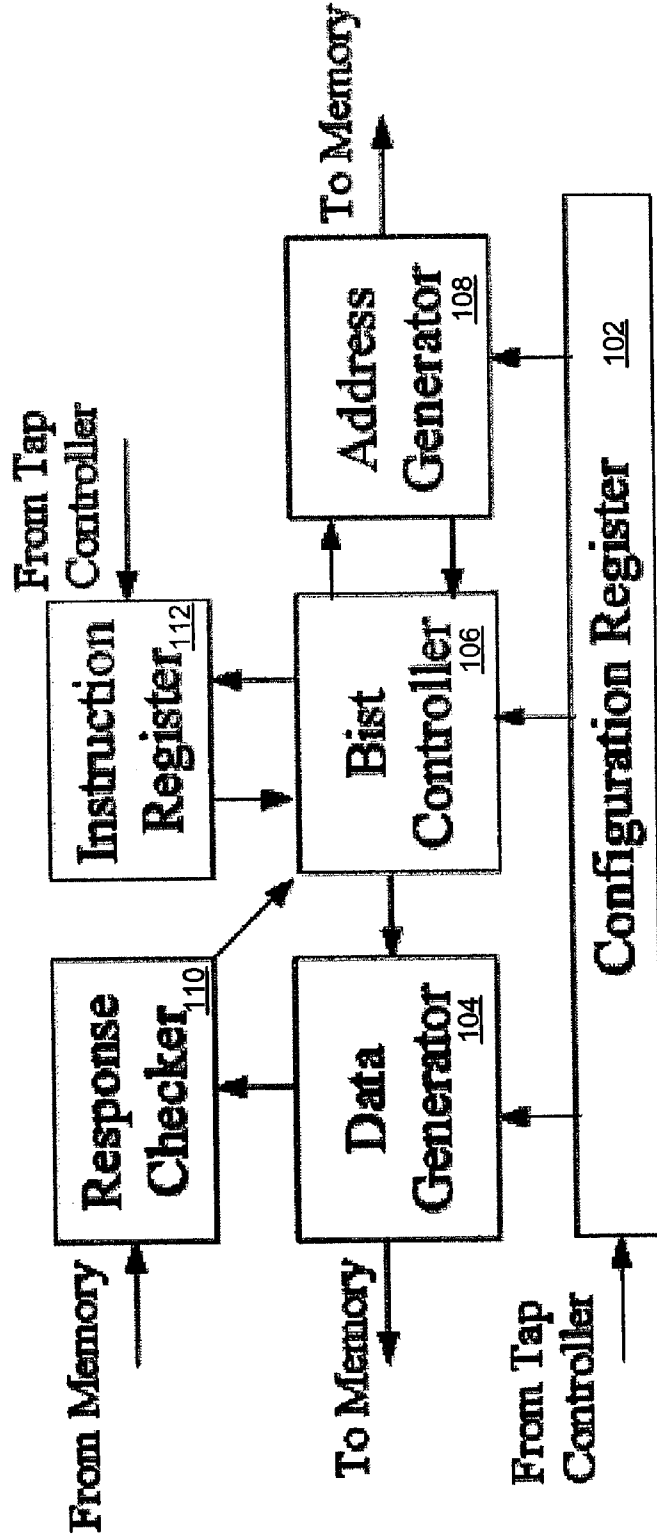 From Memory
Response
Checker
110
From Tap
Controller
Instruction
Register
112
To Memory
Data
Generator
104
Bist
Controller
106
Address
Generator
108
To Memory
From Tap
Controller
Configuration Register
102